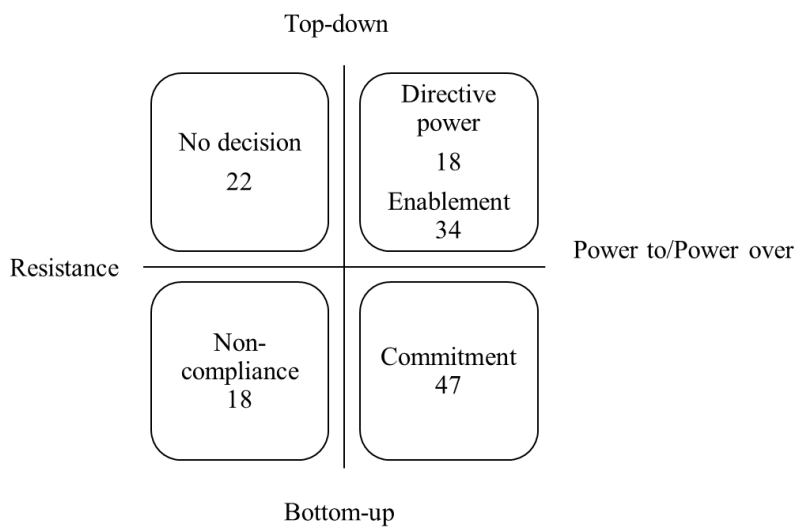 Top-down
No decision
22
Directive
power
18
Enablement
34
Resistance
Power to/Power over
Non-
compliance
18
Commitment
47
Bottom-up